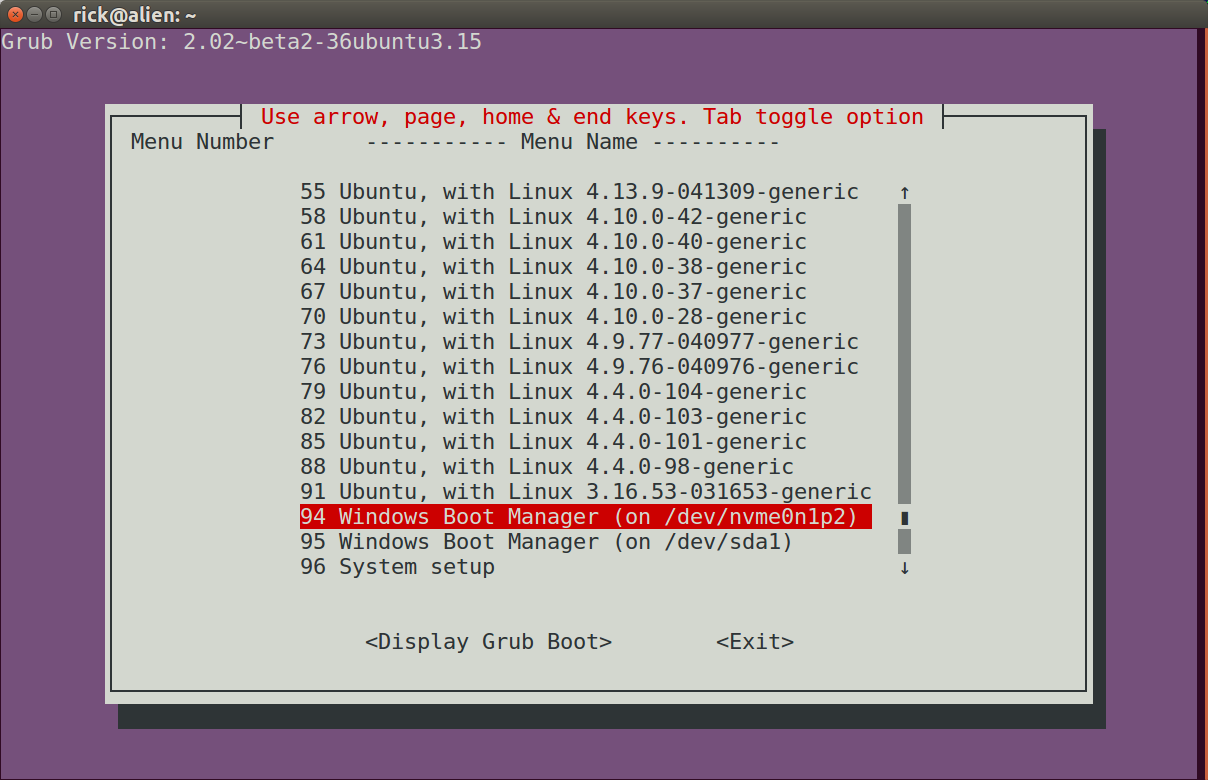 rick@alien: ~
Grub Version: 2.02~beta2-36ubuntu3.15
Use arrow, page, home & end keys. Tab toggle option
Menu Number ----------- Menu Name ----------
55 Ubuntu, with Linux 4.13.9-041309-generic ↑
58 Ubuntu, with Linux 4.10.0-42-generic
61 Ubuntu, with Linux 4.10.0-40-generic
64 Ubuntu, with Linux 4.10.0-38-generic
67 Ubuntu, with Linux 4.10.0-37-generic
70 Ubuntu, with Linux 4.10.0-28-generic
73 Ubuntu, with Linux 4.9.77-040977-generic
76 Ubuntu, with Linux 4.9.76-040976-generic
79 Ubuntu, with Linux 4.4.0-104-generic
82 Ubuntu, with Linux 4.4.0-103-generic
85 Ubuntu, with Linux 4.4.0-101-generic
88 Ubuntu, with Linux 4.4.0-98-generic
91 Ubuntu, with Linux 3.16.53-031653-generic
94 Windows Boot Manager (on /dev/nvme0n1p2)
95 Windows Boot Manager (on /dev/sda1)
96 System setup ↓
<Display Grub Boot> <Exit>